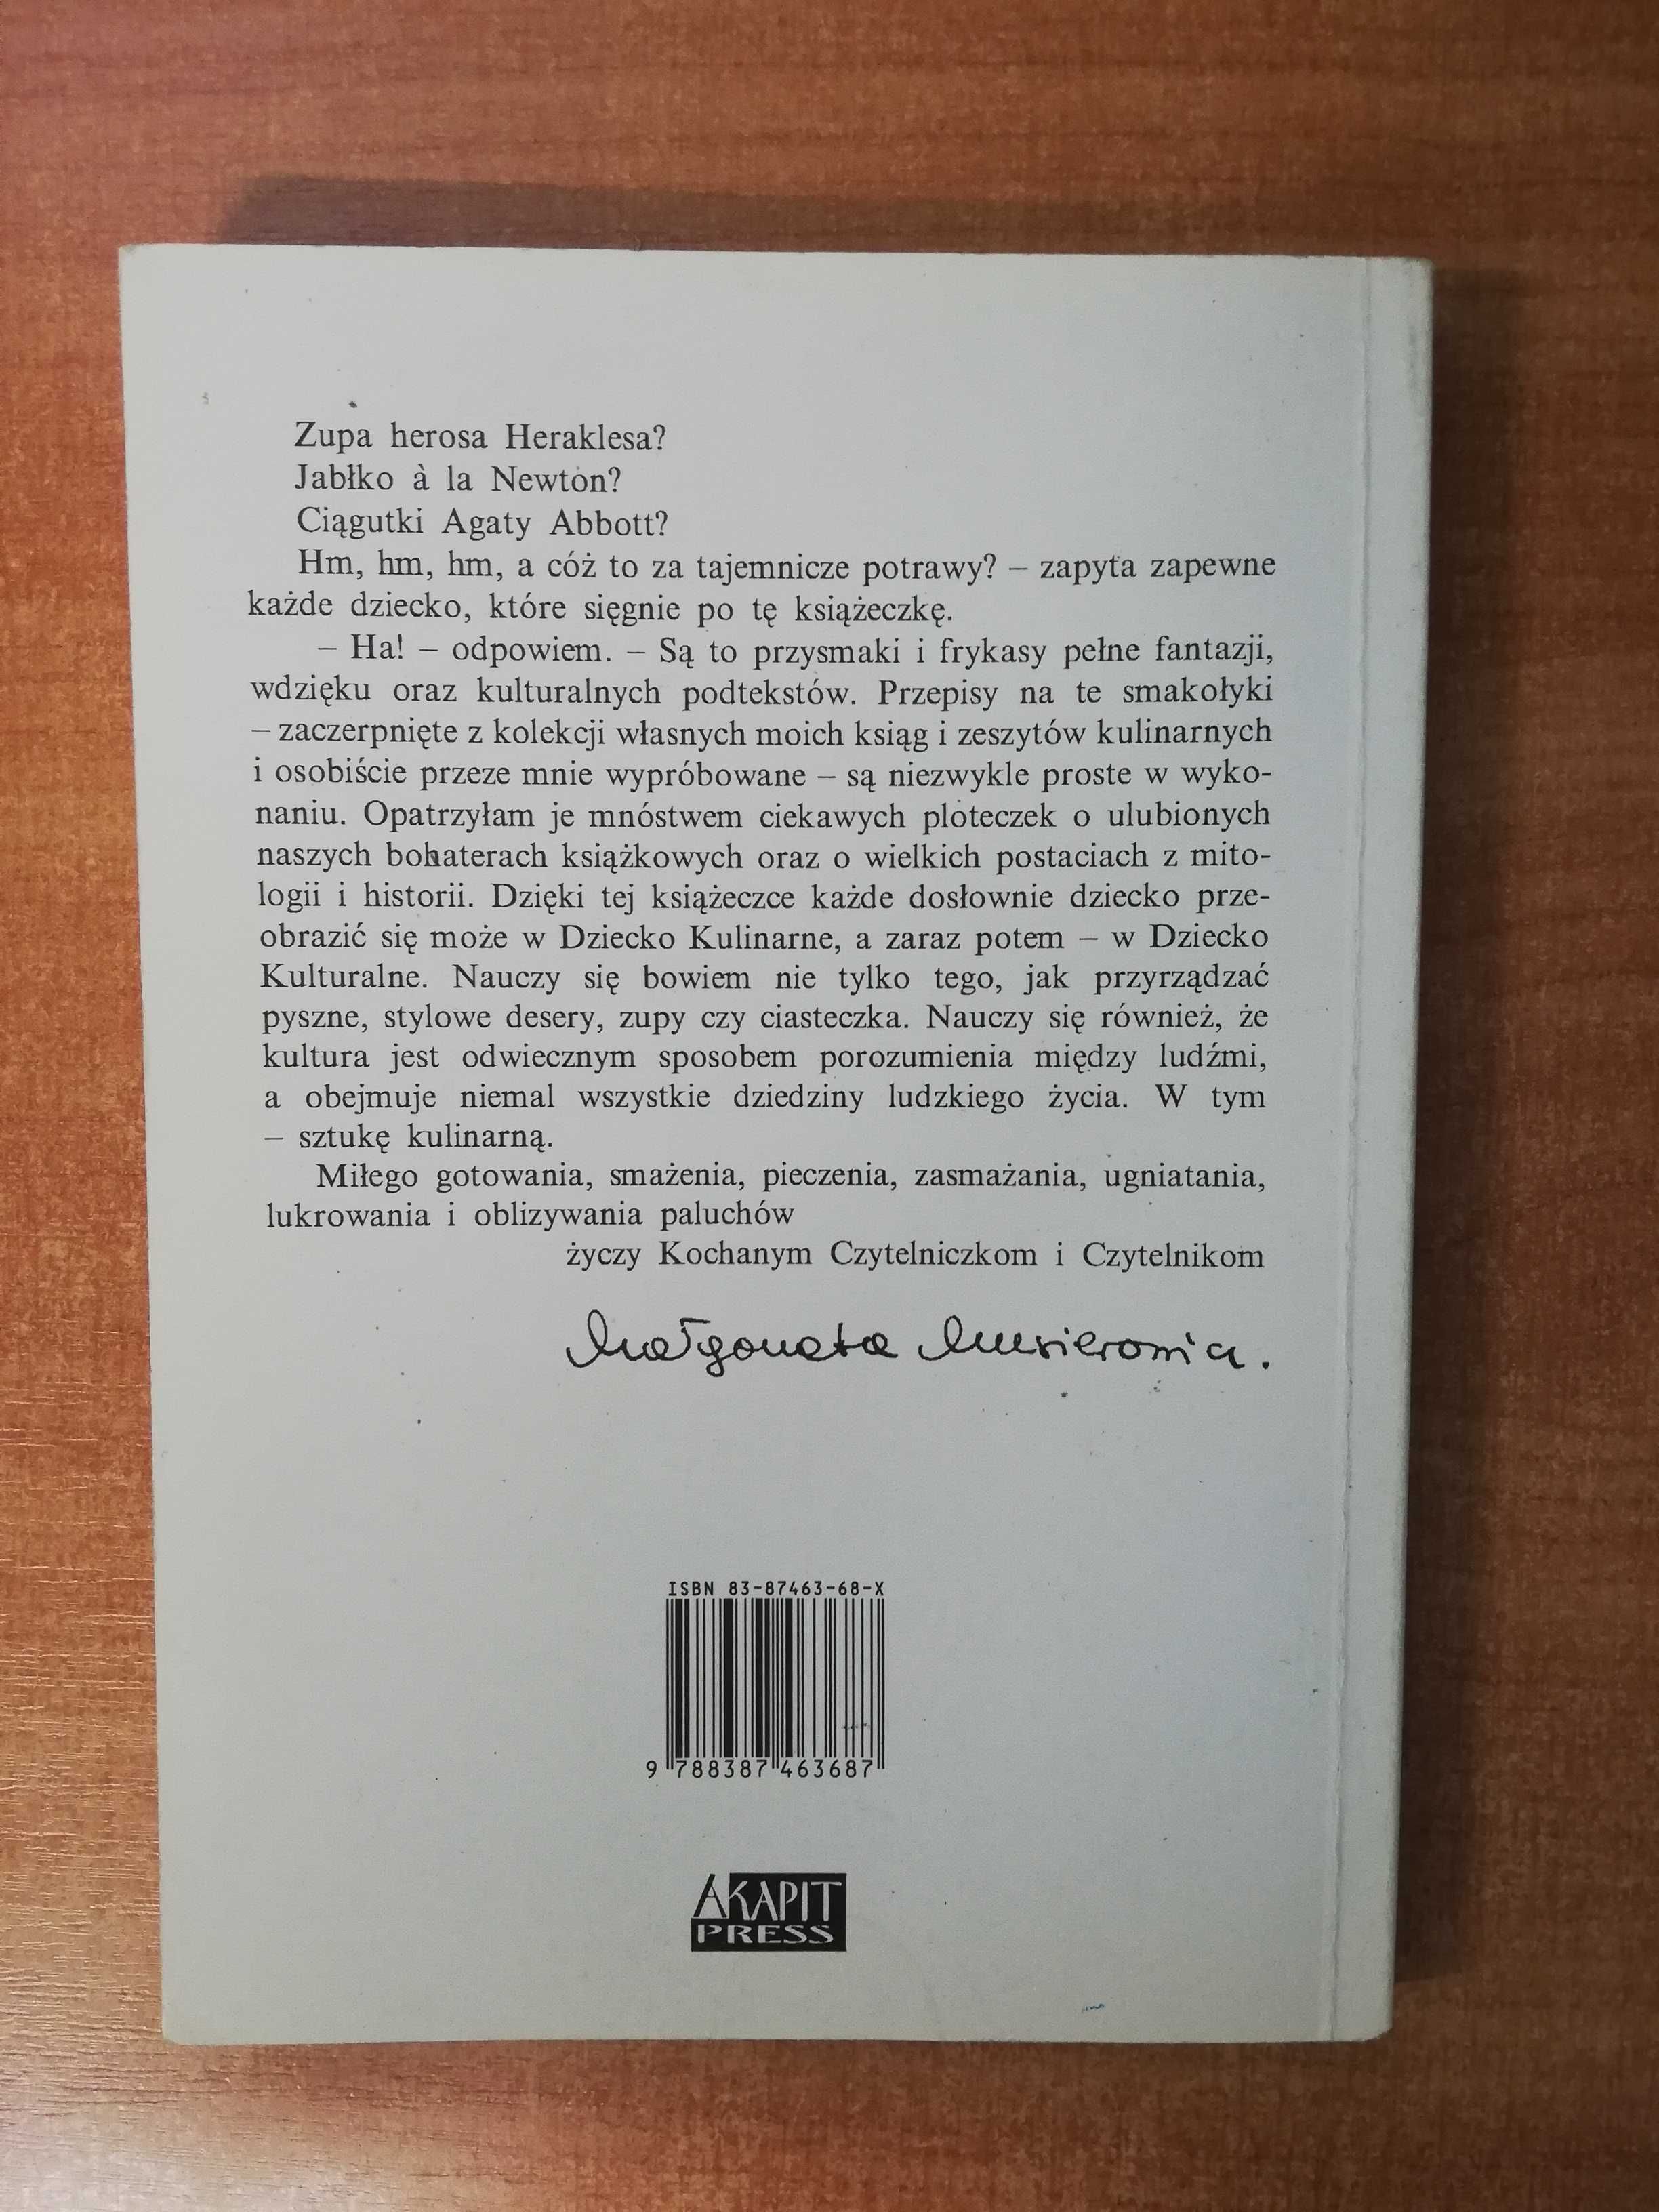 Zupa herosa Heraklesa?
Jabłko à la Newton?
Ciągutki Agaty Abbott?
Hm, hm, hm, a cóż to za tajemnicze potrawy? – zapyta zapewne
każde dziecko, które sięgnie po tę książeczkę.
– Ha! – odpowiem. – Są to przysmaki i frykasy pełne fantazji,
wdzięku oraz kulturalnych podtekstów. Przepisy na te smakołyki
– zaczerpnięte z kolekcji własnych moich ksiąg i zeszytów kulinarnych
i osobiście przeze mnie wypróbowane – są niezwykle proste w wyko-
naniu. Opatrzyłam je mnóstwem ciekawych ploteczek o ulubionych
naszych bohaterach książkowych oraz o wielkich postaciach z mito-
logii i historii. Dzięki tej książeczce każde dosłownie dziecko prze-
obrazić się może w Dziecko Kulinarne, a zaraz potem – w Dziecko
Kulturalne. Nauczy się bowiem nie tylko tego, jak przyrządzać
pyszne, stylowe desery, zupy czy ciasteczka. Nauczy się również, że
kultura jest odwiecznym sposobem porozumienia między ludźmi,
a obejmuje niemal wszystkie dziedziny ludzkiego życia. W tym
– sztukę kulinarną.
Miłego gotowania, smażenia, pieczenia, zasmażania, ugniatania,
lukrowania i oblizywania paluchów
życzy Kochanym Czytelniczkom i Czytelnikom
Małgorzata Musierowicz.
ISBN 83-87463-68-X
9 788387 463687
AKAPIT
PRESS